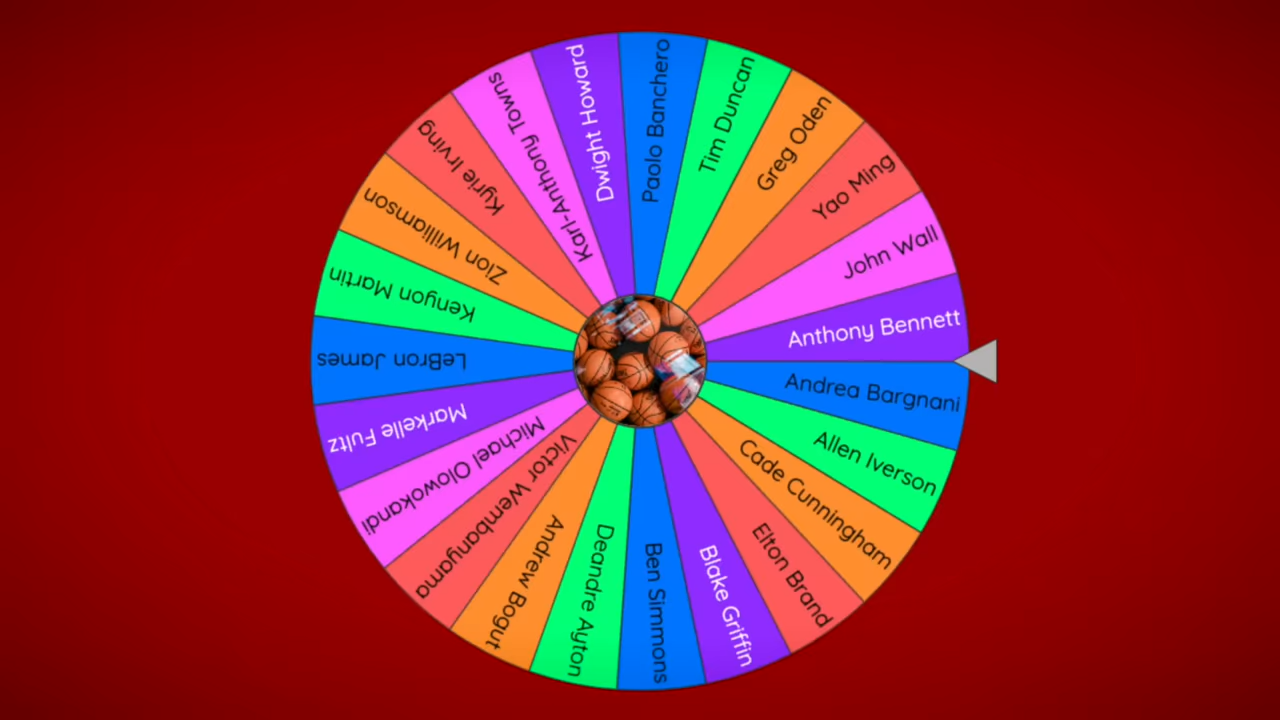 Paolo Banchero
Tim Duncan
Greg Oden
Yao Ming
John Wall
Anthony Bennett
Andrea Bargnani
Allen Iverson
Cade Cunningham
Elton Brand
Blake Griffin
Ben Simmons
Deandre Ayton
Andrew Bogut
Victor Wembanyama
Michael Olowokandi
Markelle Fultz
LeBron James
Kenyon Martin
Zion Williamson
Kyrie Irving
Karl-Anthony Towns
Dwight Howard